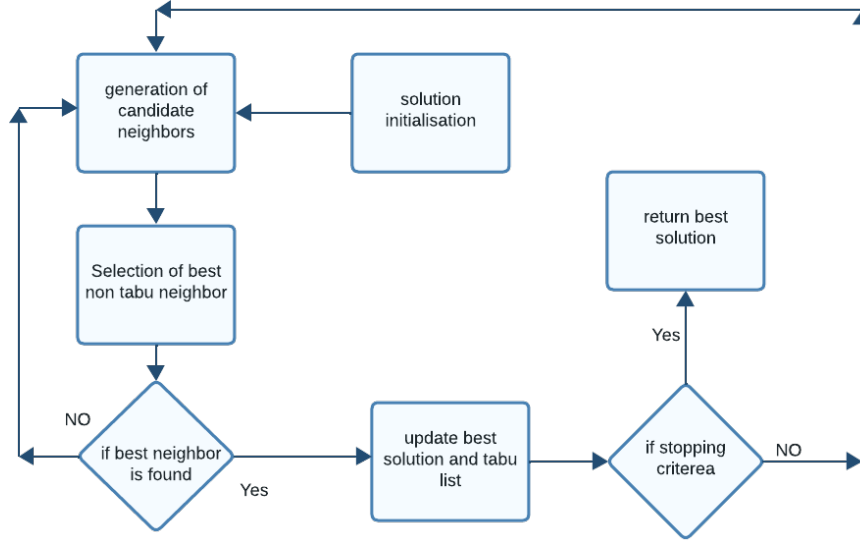 generation of
candidate
neighbors
solution
initialisation
Selection of best
non tabu neighbor
return best
solution
Yes
NO
if best neighbor
is found
Yes
update best
solution and tabu
list
if stopping
criterea
NO